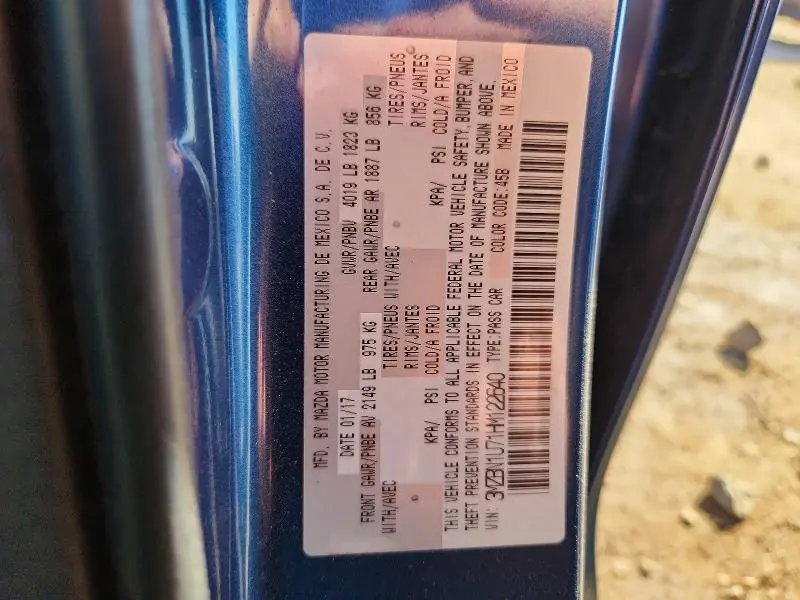 MFD. BY MAZDA MOTOR MANUFACTURING DE MEXICO S.A. DE C.V.
DATE 01/17 GVWR/PNBV 4019 LB 1823 KG
FRONT GAWR/PNBE AV 2149 LB 975 KG REAR GAWR/PNBE AR 1887 LB 856 KG
WITH/AVEC TIRES/PNEUS WITH/AVEC TIRES/PNEUS
RIMS/JANTES RIMS/JANTES
KPA/ PSI COLD/A FROID KPA/ PSI COLD/A FROID
THIS VEHICLE CONFORMS TO ALL APPLICABLE FEDERAL MOTOR VEHICLE SAFETY, BUMPER, AND
THEFT PREVENTION STANDARDS IN EFFECT ON THE DATE OF MANUFACTURE SHOWN ABOVE.
VIN: 3MZBN1U71HM122640 TYPE:PASS CAR COLOR CODE:45B MADE IN MEXICO